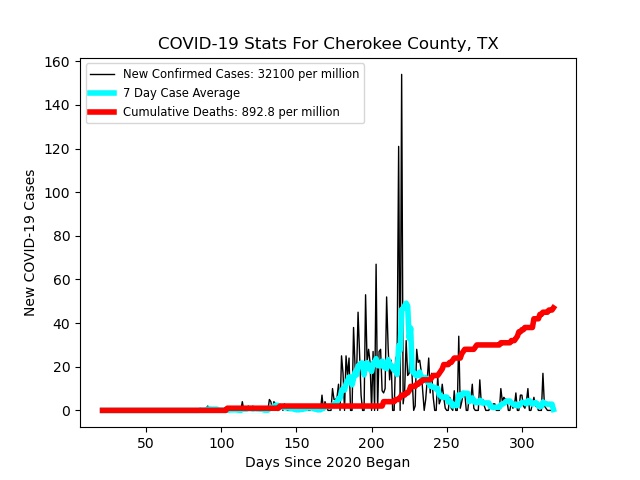 COVID-19 Stats For Cherokee County, TX
New Confirmed Cases: 32100 per million
7 Day Case Average
Cumulative Deaths: 892.8 per million
160
140
120
100
80
60
40
20
0
New COVID-19 Cases
50 100 150 200 250 300
Days Since 2020 Began